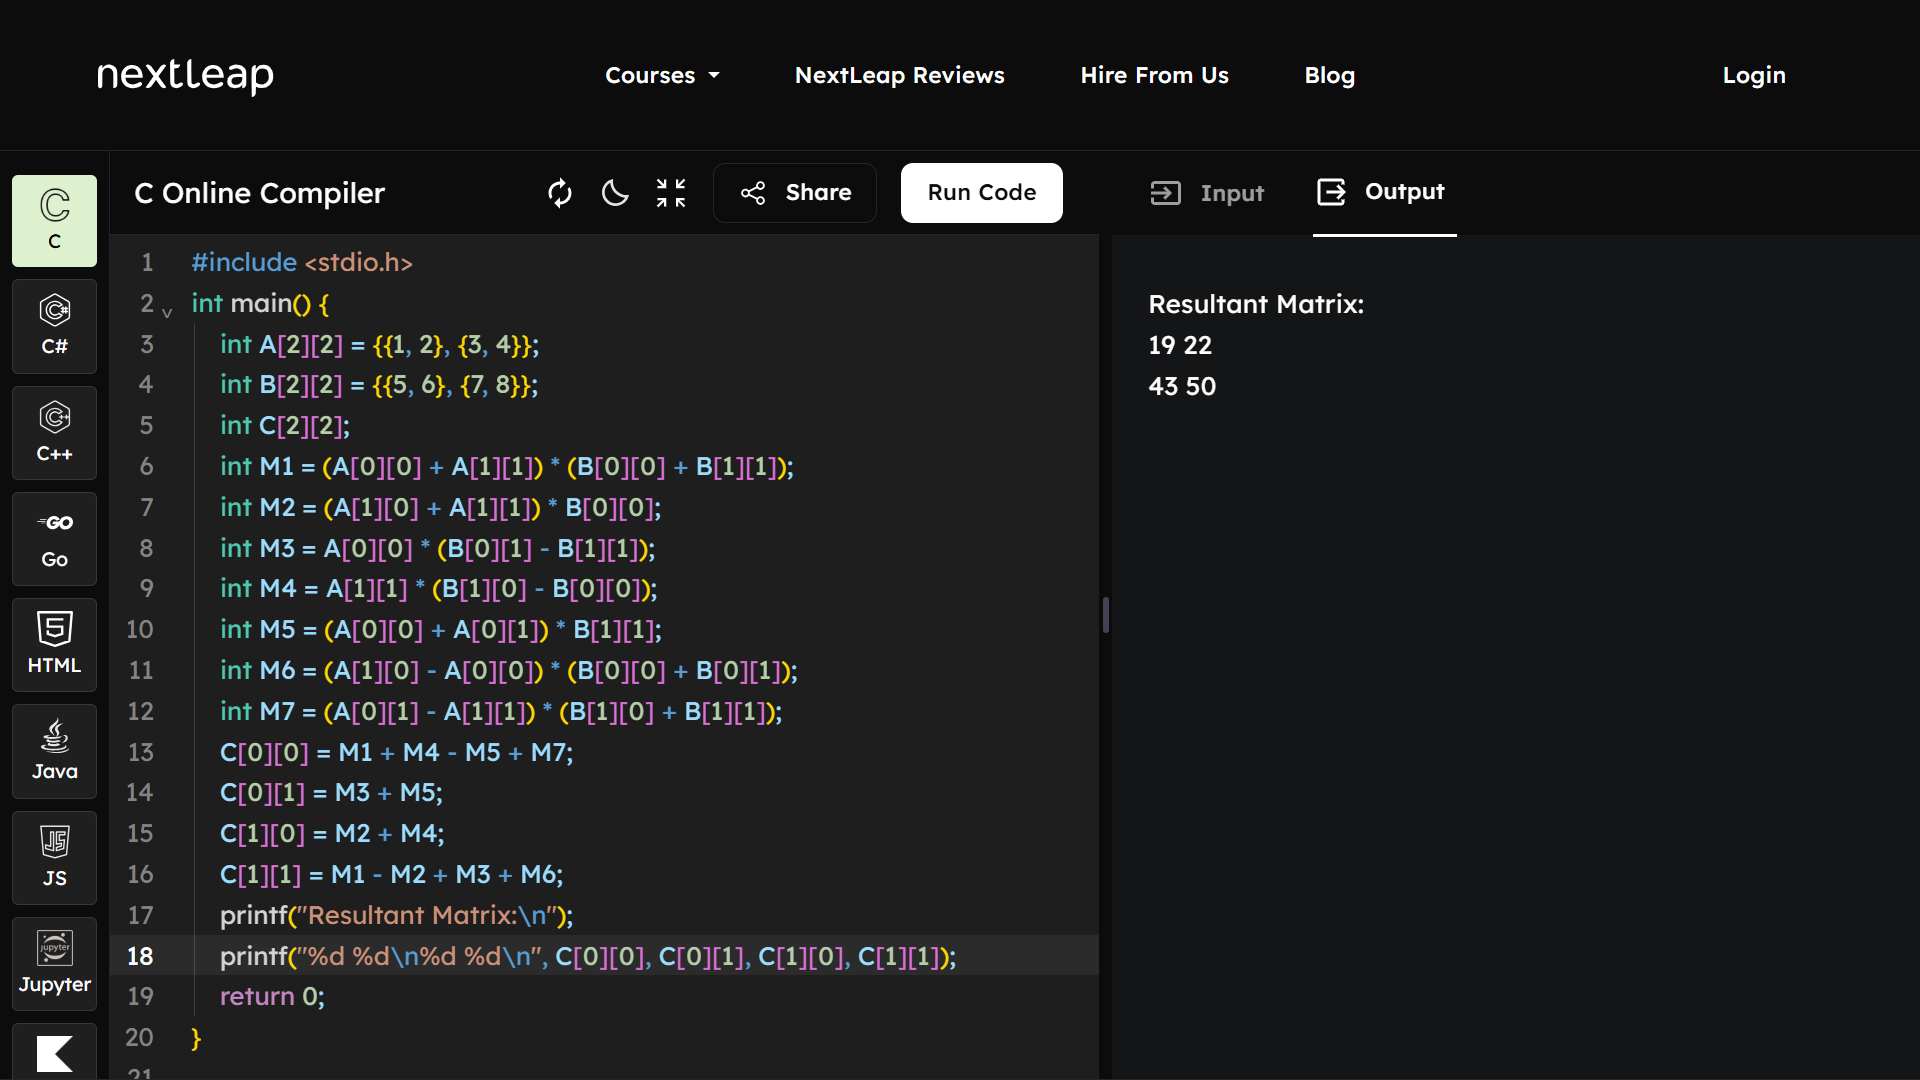 nextleap
Courses
NextLeap Reviews
Hire From Us
Blog
Login
C
C
C#
C#
C++
C++
GO
Go
5
HTML
Java
JS
JS
jupyter
Jupyter
C Online Compiler
Share
Run Code
Input
Output
1 #include <stdio.h>
2 int main() {
3 int A[2][2] = {{1, 2}, {3, 4}};
4 int B[2][2] = {{5, 6}, {7, 8}};
5 int C[2][2];
6 int M1 = (A[0][0] + A[1][1]) * (B[0][0] + B[1][1]);
7 int M2 = (A[1][0] + A[1][1]) * B[0][0];
8 int M3 = A[0][0] * (B[0][1] - B[1][1]);
9 int M4 = A[1][1] * (B[1][0] - B[0][0]);
10 int M5 = (A[0][0] + A[0][1]) * B[1][1];
11 int M6 = (A[1][0] - A[0][0]) * (B[0][0] + B[0][1]);
12 int M7 = (A[0][1] - A[1][1]) * (B[1][0] + B[1][1]);
13 C[0][0] = M1 + M4 - M5 + M7;
14 C[0][1] = M3 + M5;
15 C[1][0] = M2 + M4;
16 C[1][1] = M1 - M2 + M3 + M6;
17 printf("Resultant Matrix:\n");
18 printf("%d %d\n%d %d\n", C[0][0], C[0][1], C[1][0], C[1][1]);
19 return 0;
20 }
21
Resultant Matrix:
19 22
43 50